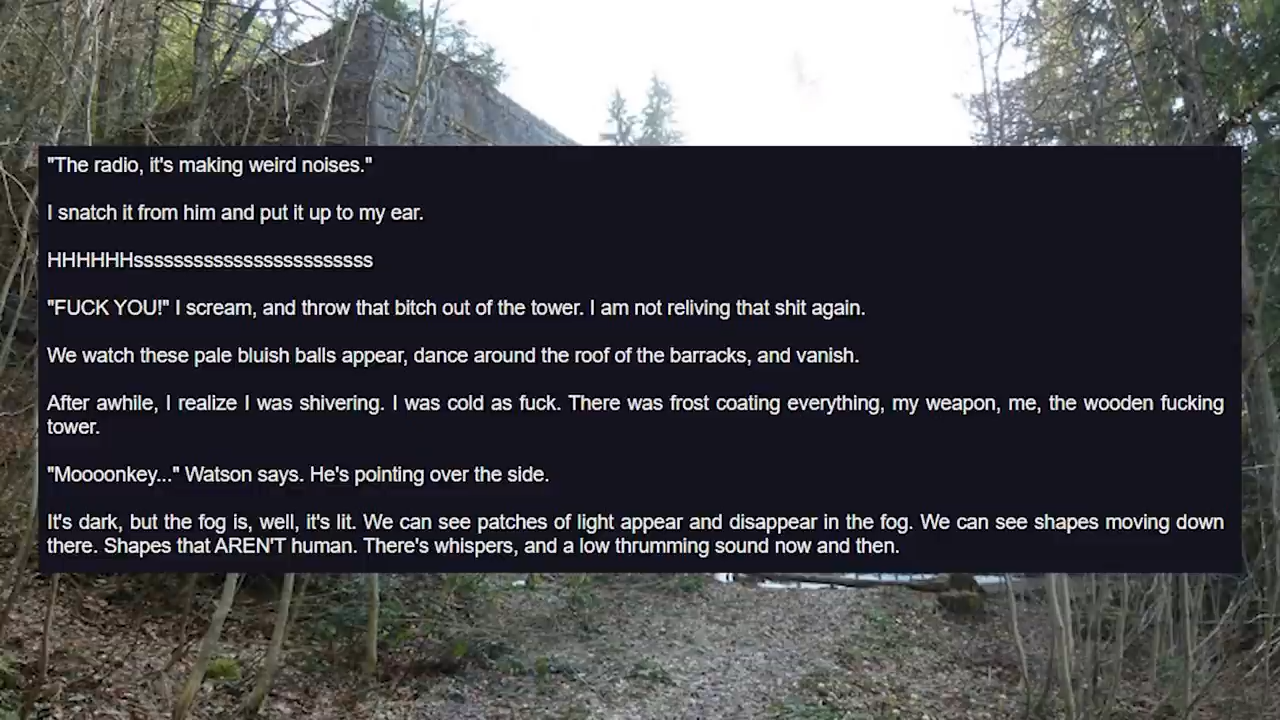 "The radio, it's making weird noises."
I snatch it from him and put it up to my ear.
HHHHHHssssssssssssssssssssssss
"FUCK YOU!" I scream, and throw that bitch out of the tower. I am not reliving that shit again.
We watch these pale bluish balls appear, dance around the roof of the barracks, and vanish.
After awhile, I realize I was shivering. I was cold as fuck. There was frost coating everything, my weapon, me, the wooden fucking
tower.
"Moooonkey..." Watson says. He's pointing over the side.
It's dark, but the fog is, well, it's lit. We can see patches of light appear and disappear in the fog. We can see shapes moving down
there. Shapes that AREN'T human. There's whispers, and a low thrumming sound now and then.